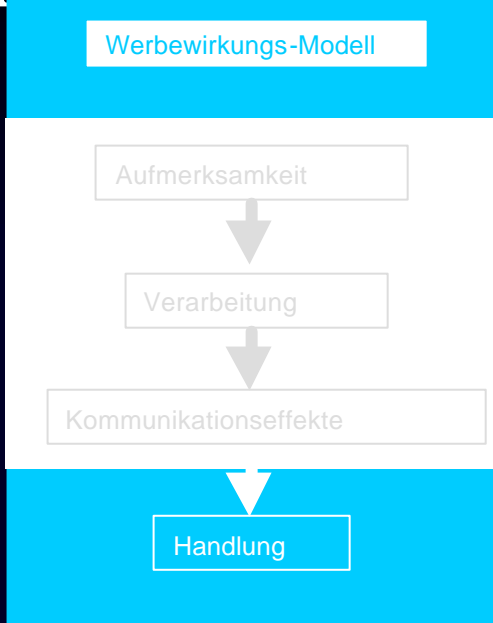 Werbewirkungs-Modell
Aufmerksamkeit
Verarbeitung
Kommunikationseffekte
Handlung